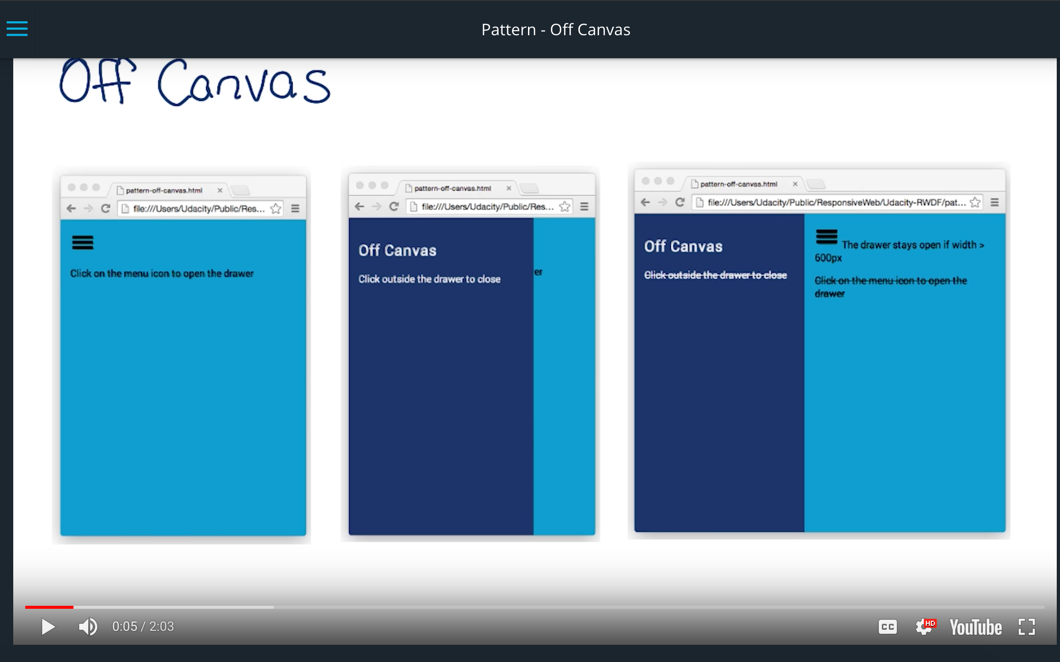 Pattern - Off Canvas
Off Canvas
pattern-off-canvas.html
file:///Users/Udacity/Public/Res...
Click on the menu icon to open the drawer
pattern-off-canvas.html
file:///Users/Udacity/Public/Res...
Off Canvas
Click outside the drawer to close
er
pattern-off-canvas.html
file:///Users/Udacity/Public/ResponsiveWeb/Udacity-RWDF/pat...
Off Canvas
Click outside the drawer to close
The drawer stays open if width >
600px
Click on the menu icon to open the
drawer
0:05 / 2:03
CC
HD
YouTube